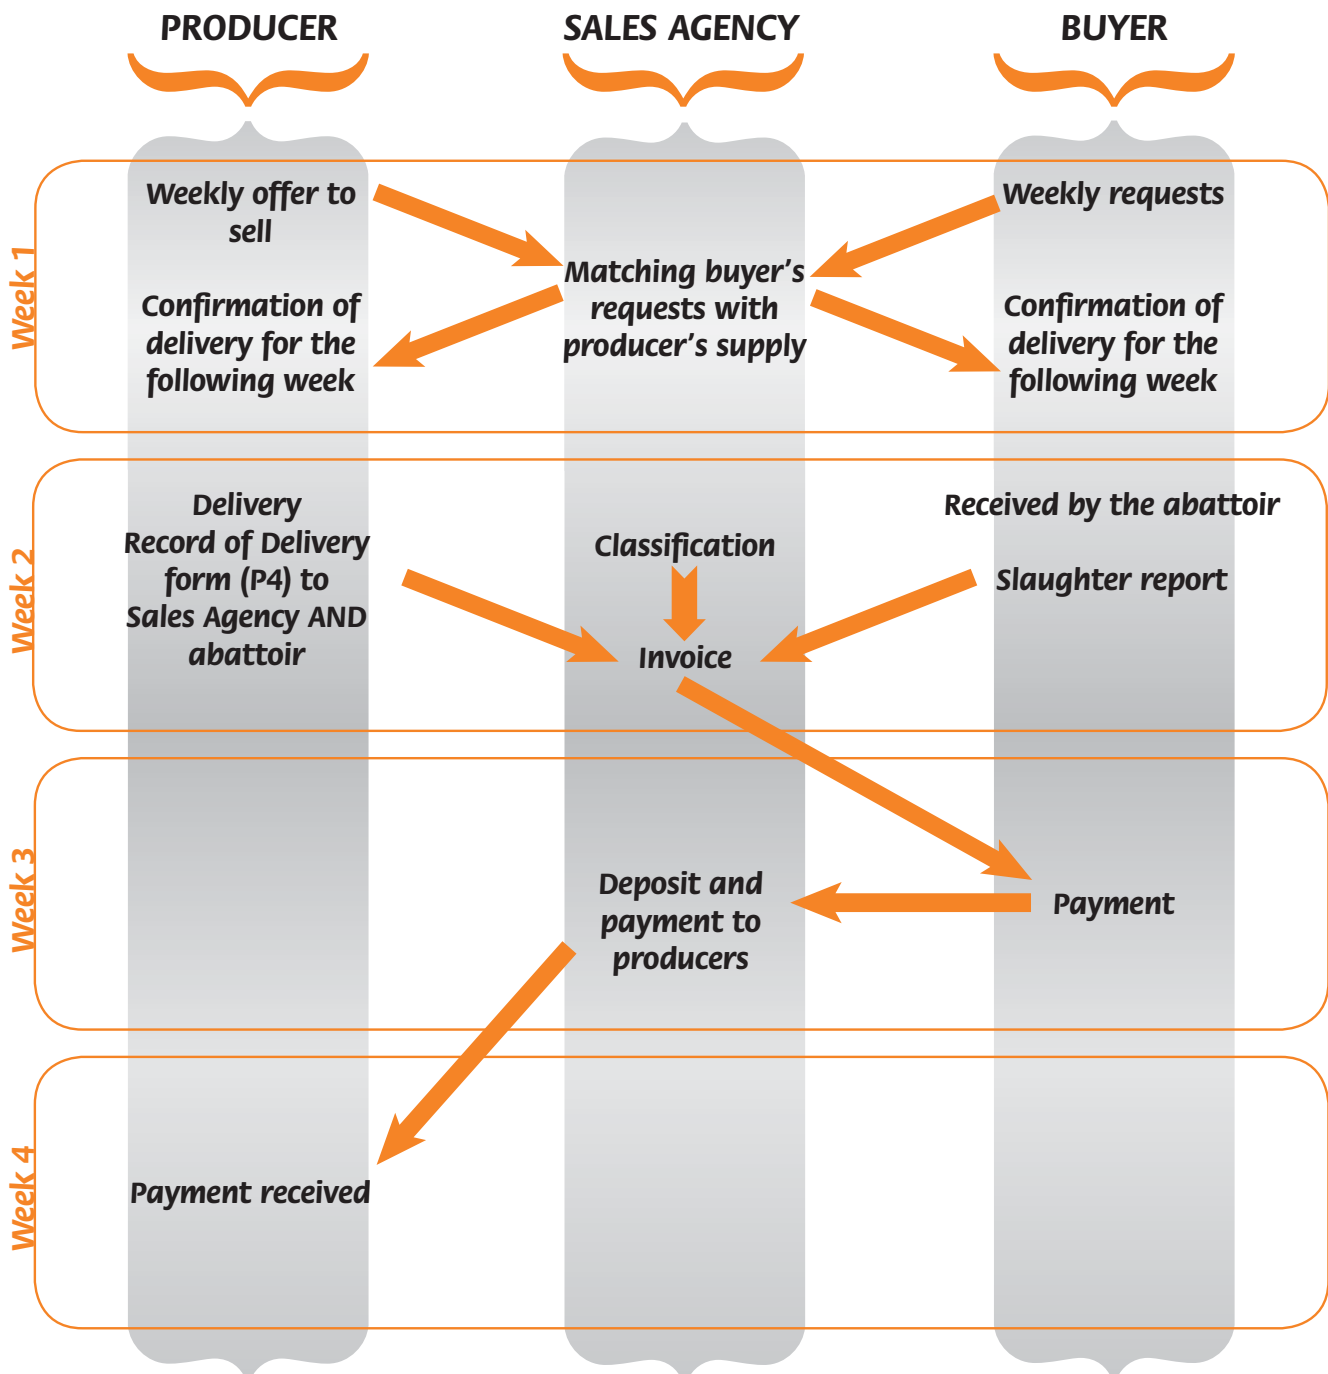 PRODUCER
SALES AGENCY
BUYER
Week 1
Weekly offer to
sell
Confirmation of
delivery for the
following week
Matching buyer's
requests with
producer's supply
Weekly requests
Confirmation of
delivery for the
following week
Week 2
Delivery
Record of Delivery
form (P4) to
Sales Agency AND
abattoir
Classification
Invoice
Received by the abattoir
Slaughter report
Week 3
Deposit and
payment to
producers
Payment
Week 4
Payment received